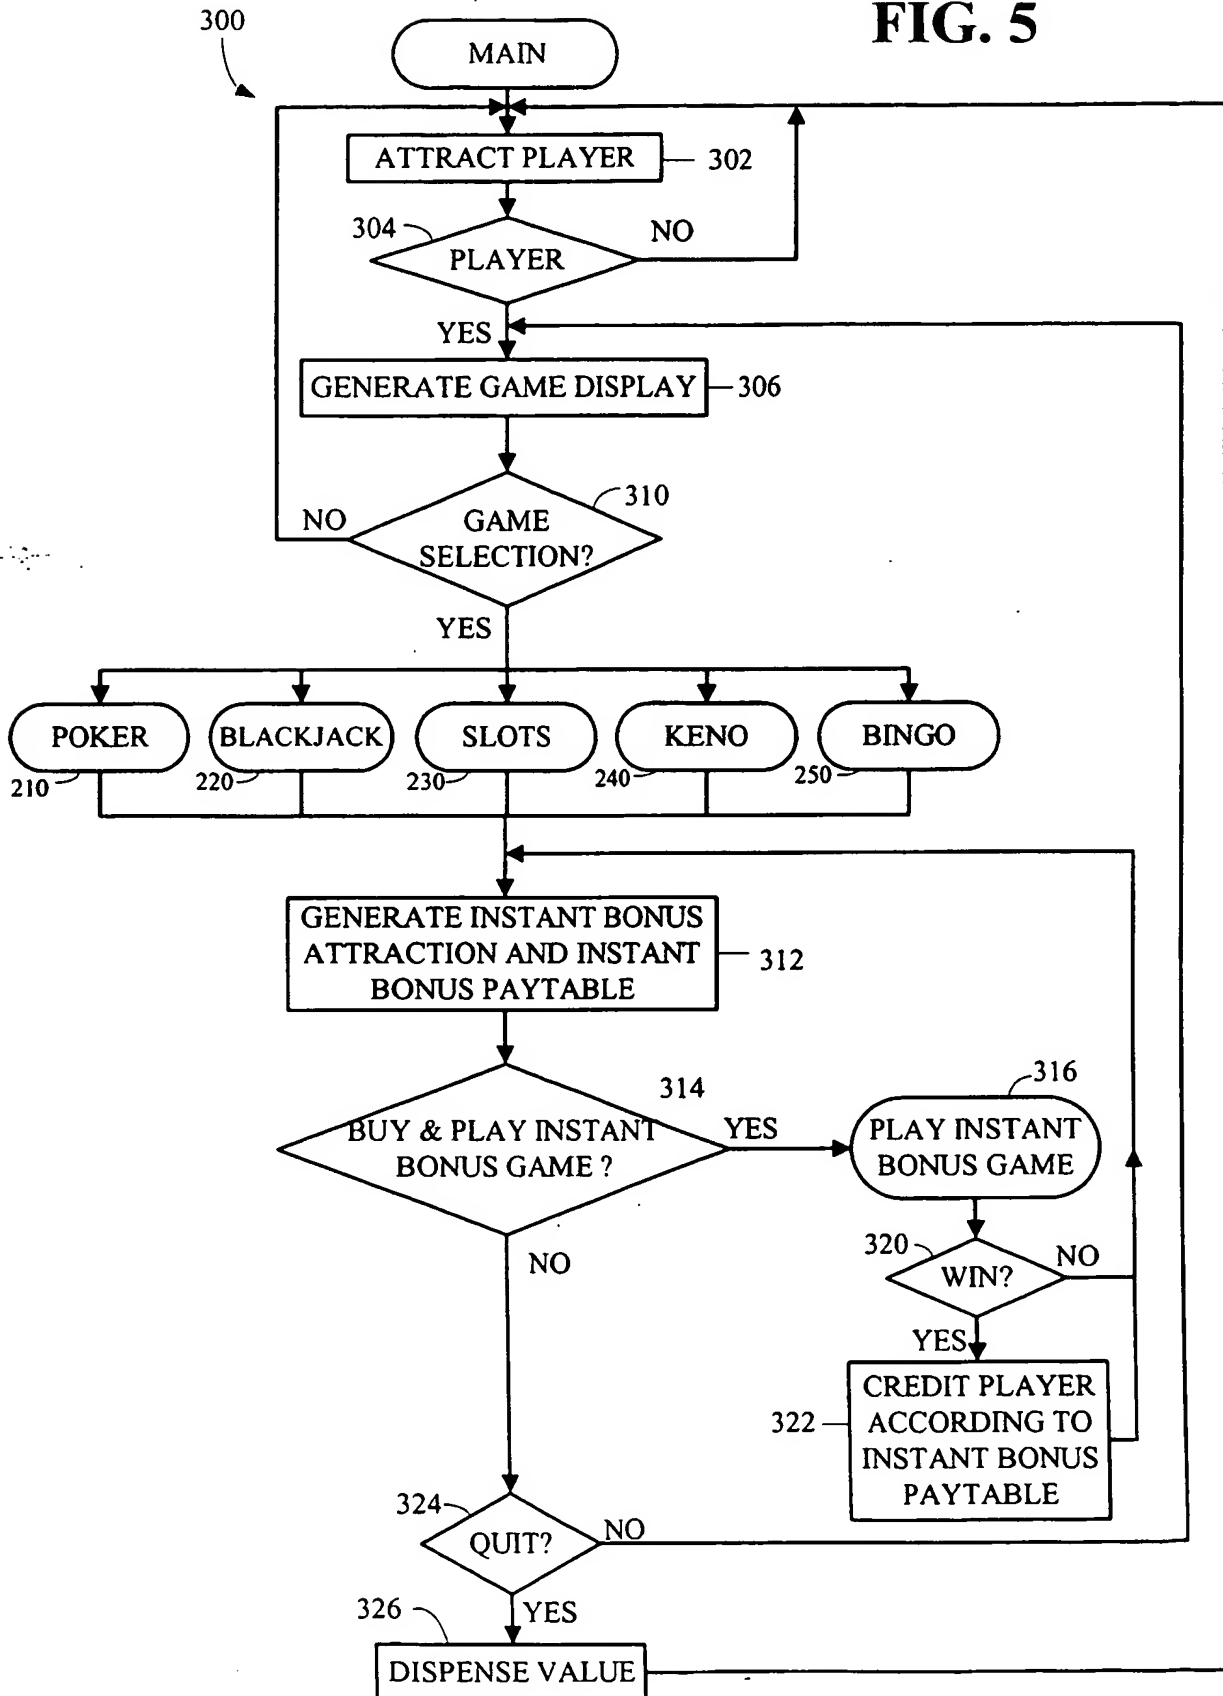 FIG. 5
300
MAIN
ATTRACT PLAYER
302
304
PLAYER
NO
YES
GENERATE GAME DISPLAY
306
310
GAME
SELECTION?
NO
YES
POKER
BLACKJACK
SLOTS
KENO
BINGO
210
220
230
240
250
GENERATE INSTANT BONUS
ATTRACTION AND INSTANT
BONUS PAYTABLE
312
314
BUY & PLAY INSTANT
BONUS GAME ?
YES
316
PLAY INSTANT
BONUS GAME
NO
320
WIN?
NO
YES
CREDIT PLAYER
ACCORDING TO
INSTANT BONUS
PAYTABLE
322
324
QUIT?
NO
YES
326
DISPENSE VALUE